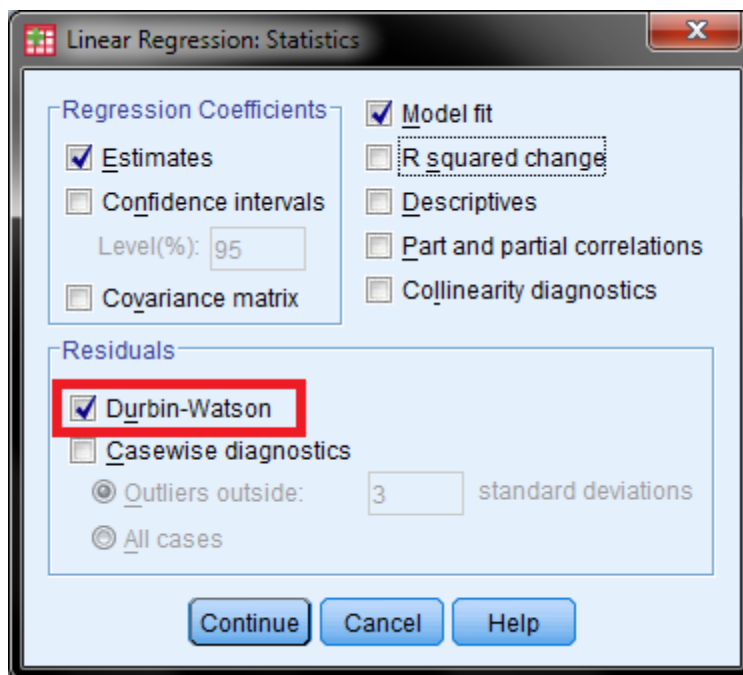 Linear Regression: Statistics
Regression Coefficients
Estimates
Confidence intervals
Level(%): 95
Covariance matrix
Model fit
R squared change
Descriptives
Part and partial correlations
Collinearity diagnostics
Residuals
Durbin-Watson
Casewise diagnostics
Outliers outside: 3 standard deviations
All cases
Continue Cancel Help